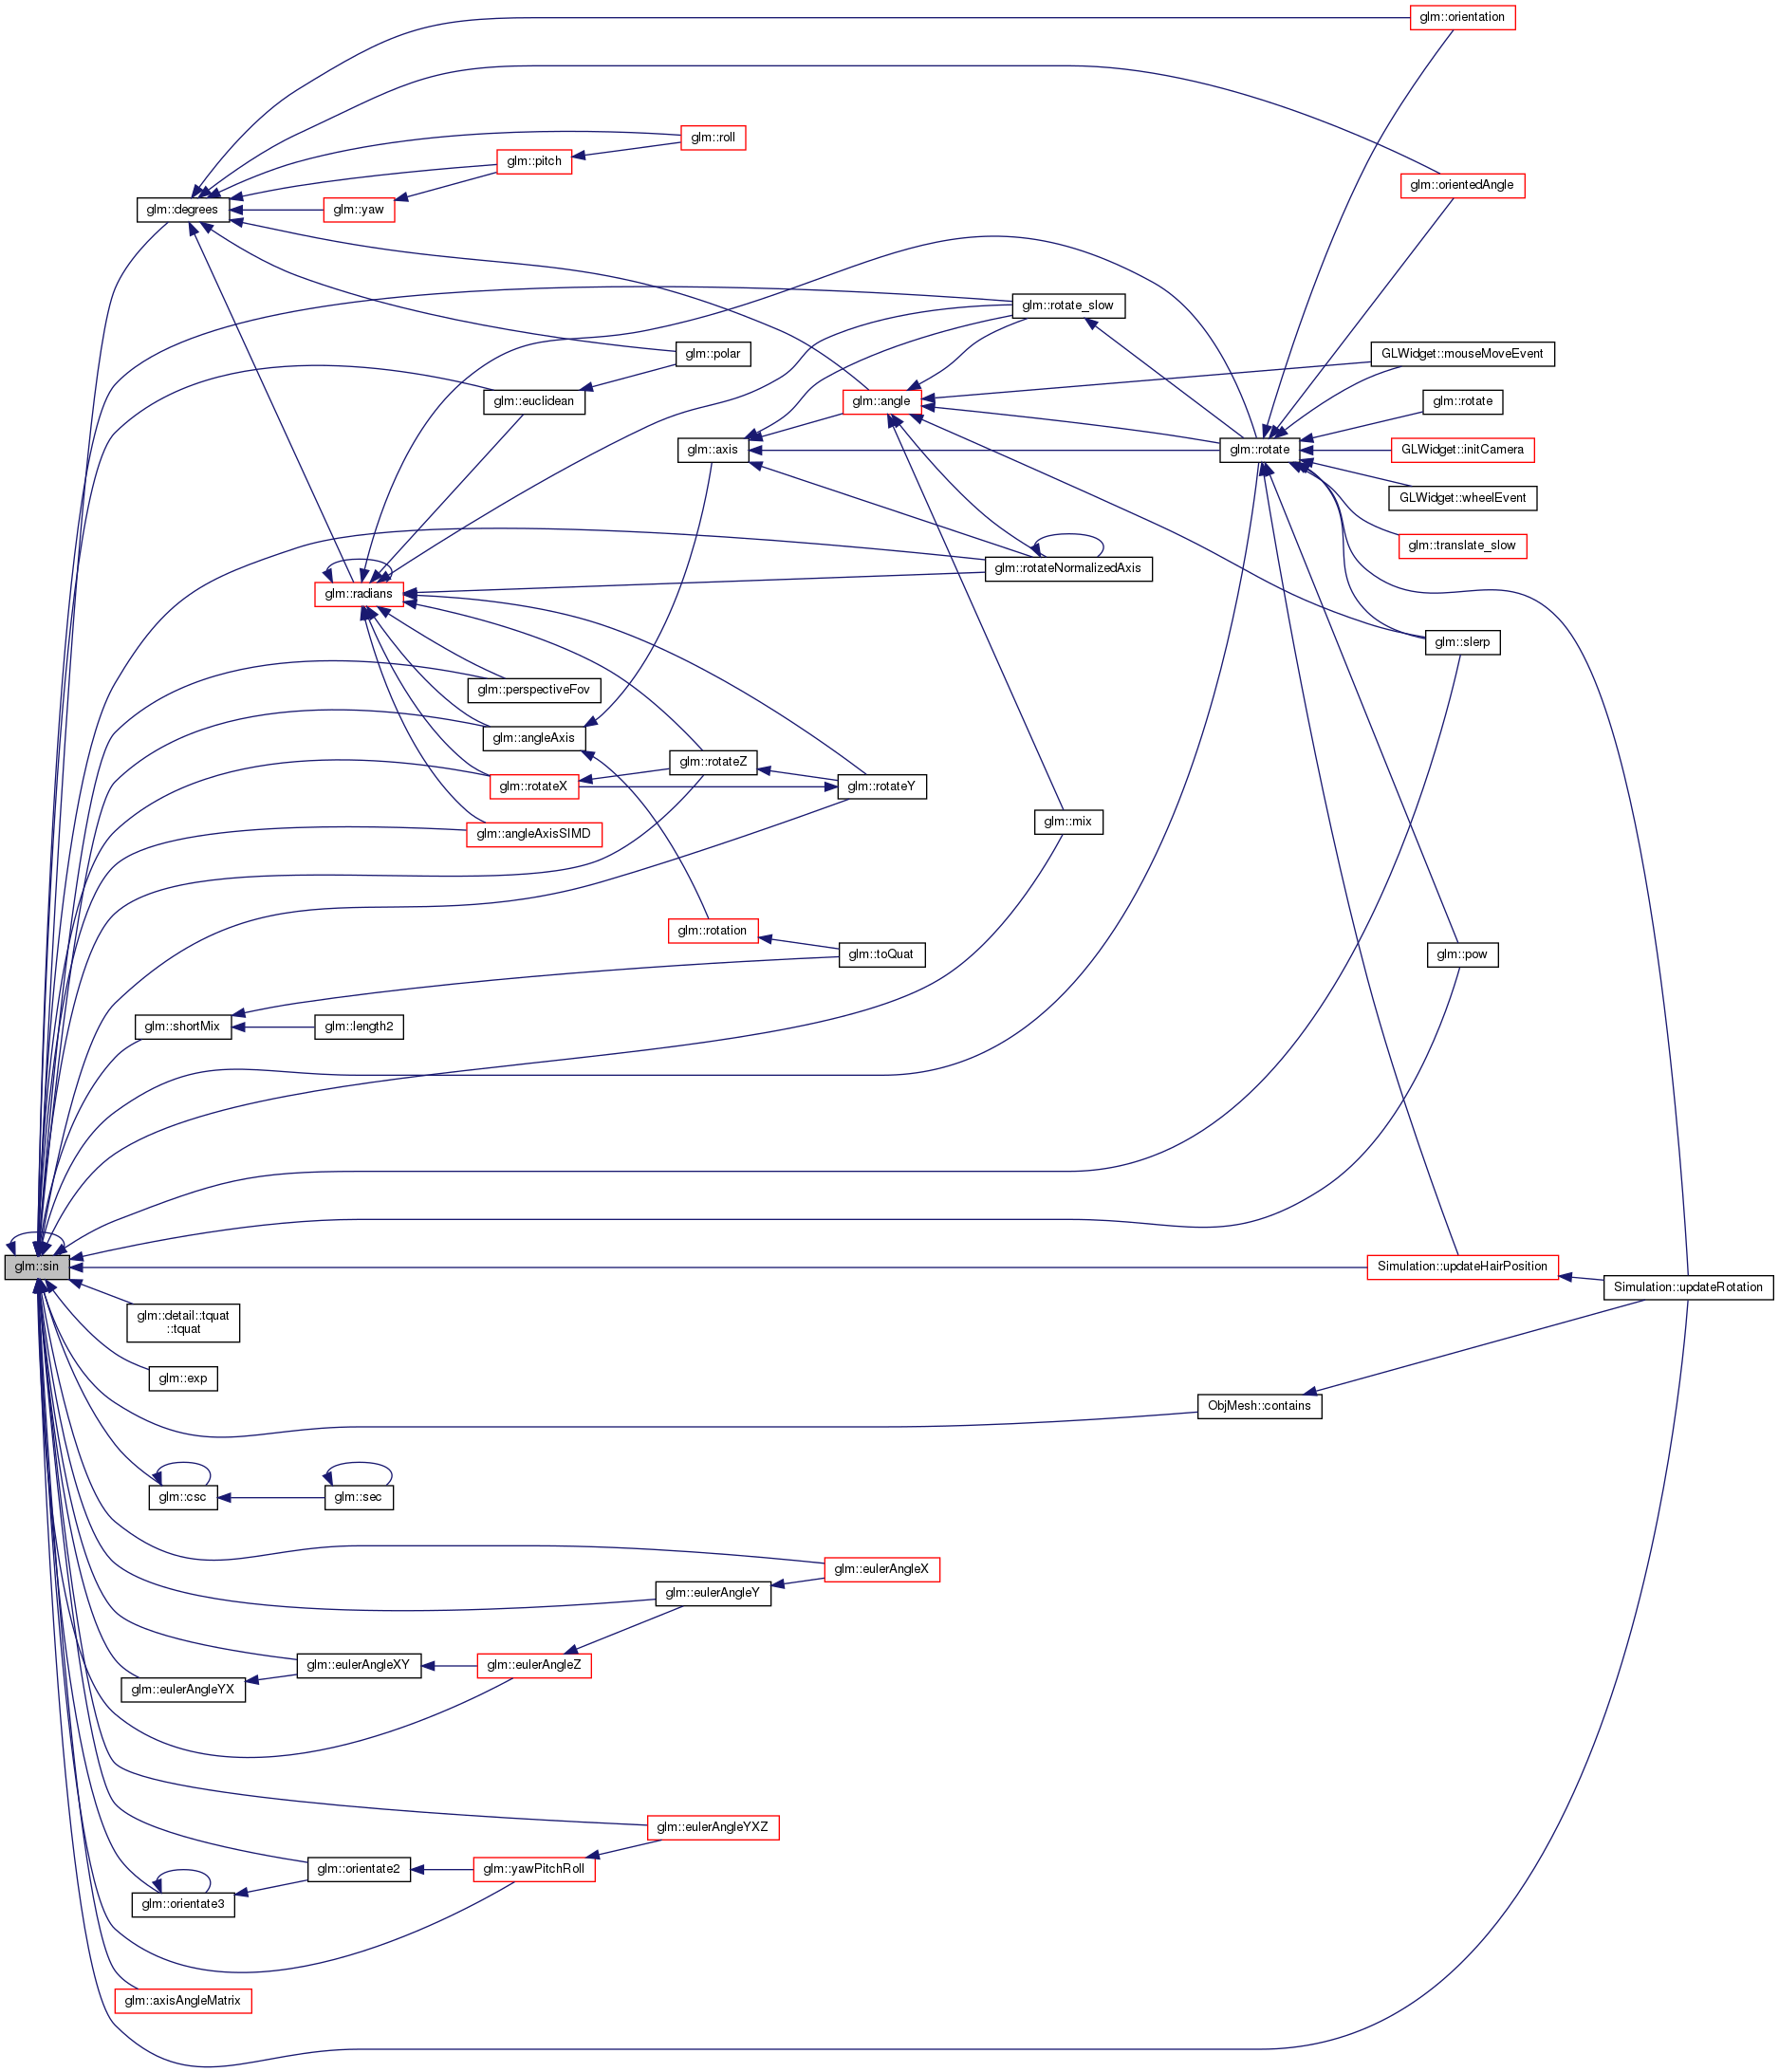 glm::orientation
glm::roll
glm::pitch
glm::orientedAngle
glm::degrees
glm::yaw
glm::rotate_slow
glm::polar
GLWidget::mouseMoveEvent
glm::euclidean
glm::angle
glm::rotate
glm::axis
glm::rotate
GLWidget::initCamera
GLWidget::wheelEvent
glm::translate_slow
glm::rotateNormalizedAxis
glm::radians
glm::slerp
glm::perspectiveFov
glm::angleAxis
glm::rotateZ
glm::rotateX
glm::rotateY
glm::angleAxisSIMD
glm::mix
glm::rotation
glm::toQuat
glm::pow
glm::shortMix
glm::length2
glm::sin
Simulation::updateHairPosition
Simulation::updateRotation
glm::detail::tquat
::tquat
glm::exp
ObjMesh::contains
glm::csc
glm::sec
glm::eulerAngleX
glm::eulerAngleY
glm::eulerAngleXY
glm::eulerAngleZ
glm::eulerAngleYX
glm::eulerAngleYXZ
glm::orientate2
glm::yawPitchRoll
glm::orientate3
glm::axisAngleMatrix